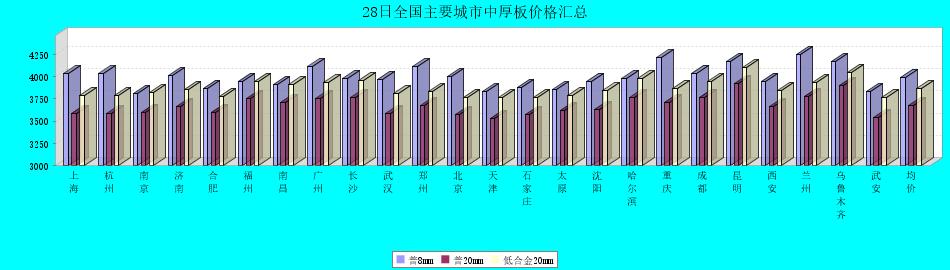 28日全国主要城市中厚板价格汇总
4250
4000
3750
3500
3250
3000
上海 杭州 南京 济南 合肥 福州 南昌 广州 长沙 武汉 郑州 北京 天津 石家庄 太原 沈阳 哈尔滨 重庆 成都 昆明 西安 兰州 乌鲁木齐 武安 均价
普8mm 普20mm 低合金20mm